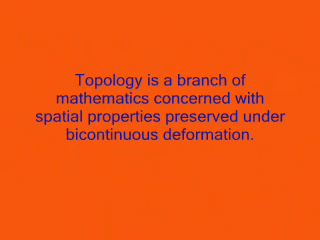 Topology is a branch of
mathematics concerned with
spatial properties preserved under
bicontinuous deformation.